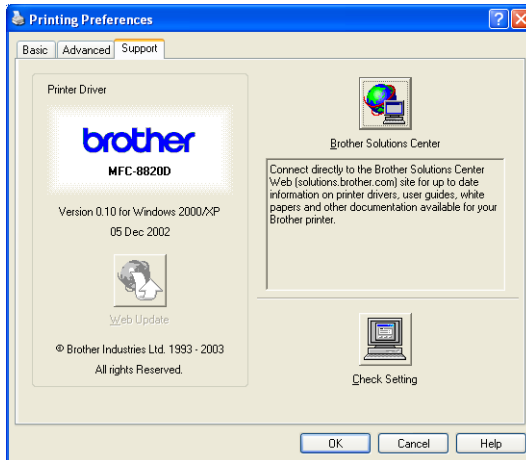 Printing Preferences
Basic Advanced Support
Printer Driver
brother
MFC-8820D
Version 0.10 for Windows 2000/XP
05 Dec 2002
Web Update
© Brother Industries Ltd. 1993 - 2003
All rights Reserved.
Brother Solutions Center
Connect directly to the Brother Solutions Center
Web (solutions.brother.com) site for up to date
information on printer drivers, user guides, white
papers and other documentation available for your
Brother printer.
Check Setting
OK Cancel Help